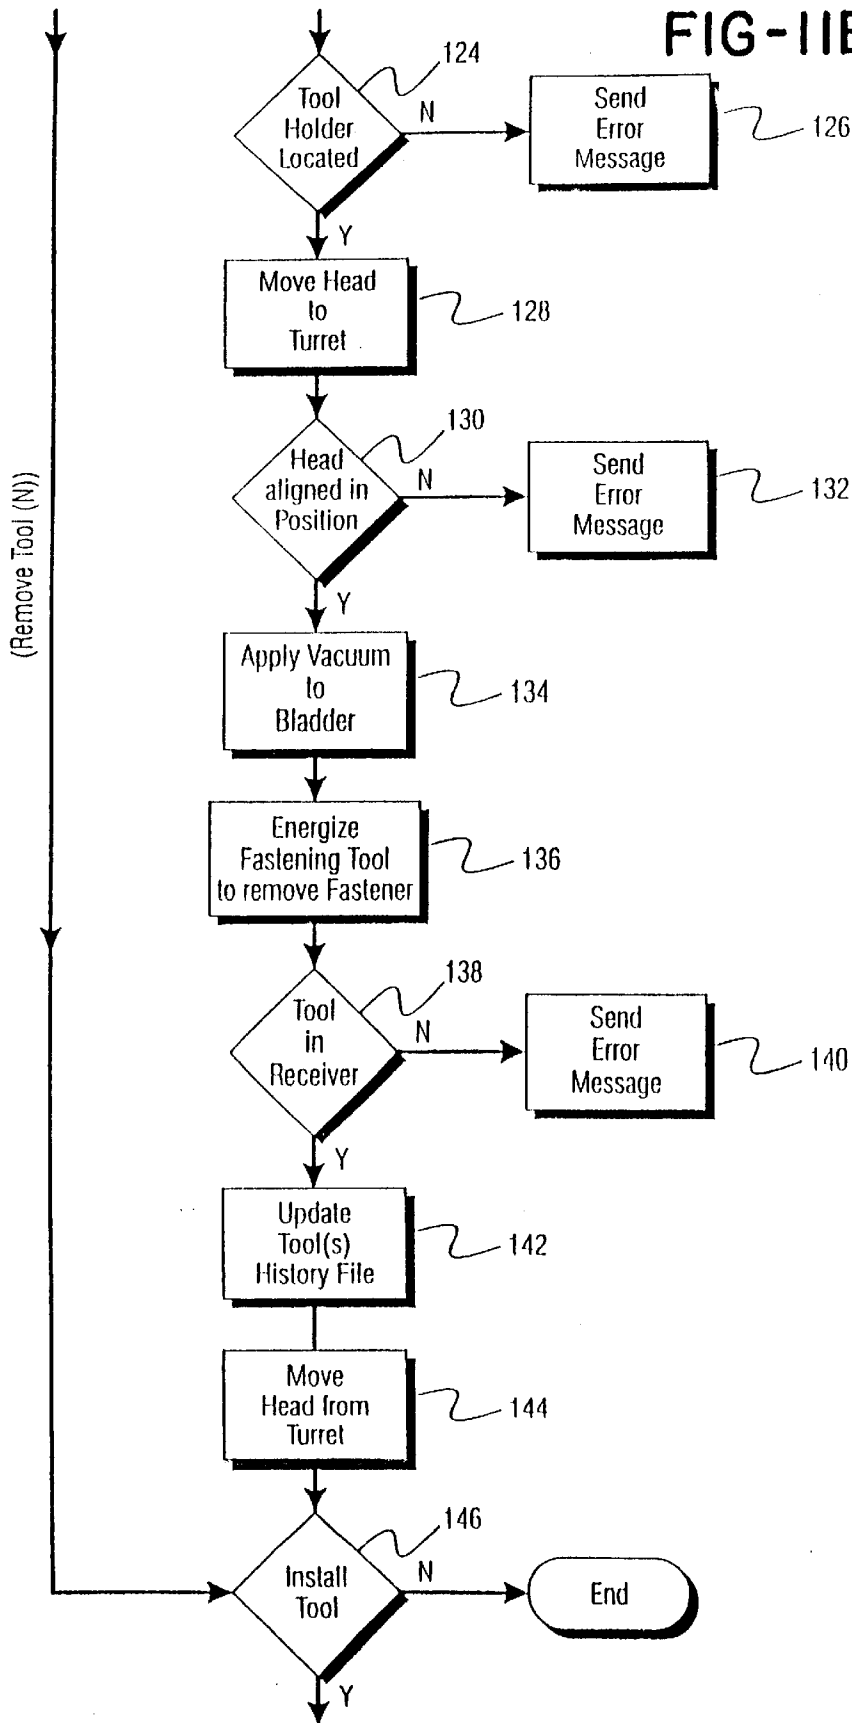 FIG-11B
124
Tool
Holder
Located
N
Send
Error
Message
126
Y
Move Head
to
Turret
128
130
Head
aligned in
Position
N
Send
Error
Message
132
(Remove Tool (N))
Y
Apply Vacuum
to
Bladder
134
Energize
Fastening Tool
to remove Fastener
136
138
Tool
in
Receiver
N
Send
Error
Message
140
Y
Update
Tool(s)
History File
142
Move
Head from
Turret
144
146
Install
Tool
N
End
Y